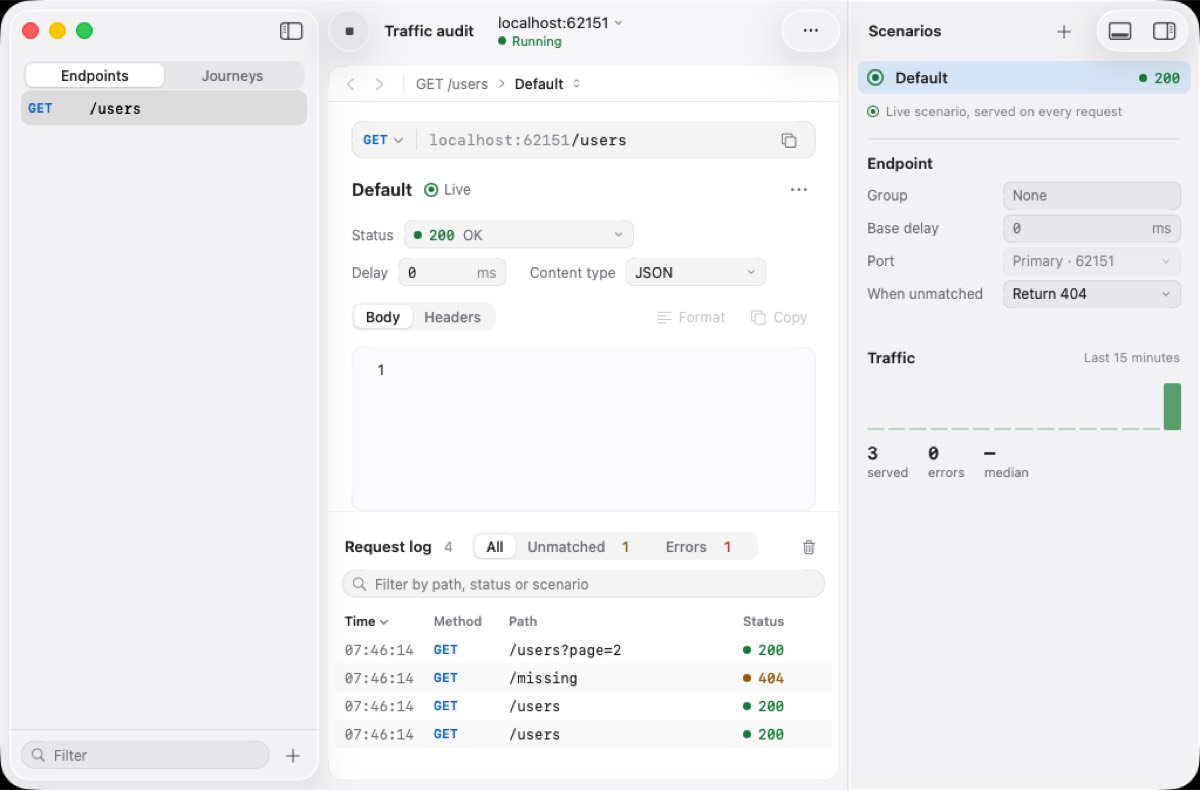 Traffic audit
localhost:62151
Running
Endpoints
Journeys
GET /users
Filter
GET /users
Default
GET localhost:62151/users
Default Live
Status 200 OK
Delay 0 ms Content type JSON
Body Headers Format Copy
1
Request log 4 All Unmatched 1 Errors 1
Filter by path, status or scenario
Time Method Path Status
07:46:14 GET /users?page=2 200
07:46:14 GET /missing 404
07:46:14 GET /users 200
07:46:14 GET /users 200
Scenarios
Default 200
Live scenario, served on every request
Endpoint
Group None
Base delay 0 ms
Port Primary · 62151
When unmatched Return 404
Traffic Last 15 minutes
3 0 –
served errors median